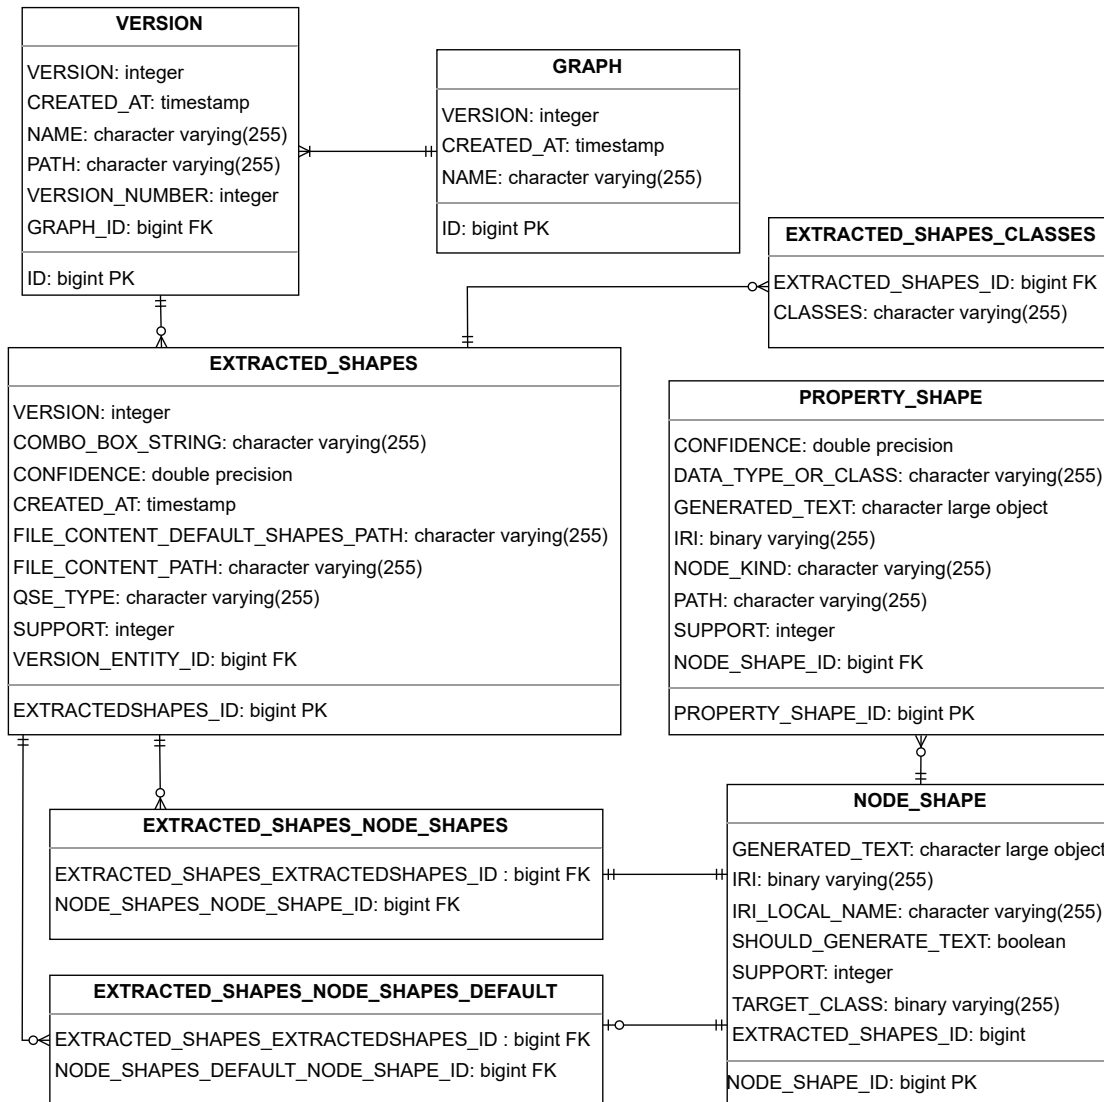 VERSION
VERSION: integer
CREATED_AT: timestamp
NAME: character varying(255)
PATH: character varying(255)
VERSION_NUMBER: integer
GRAPH_ID: bigint FK
ID: bigint PK
GRAPH
VERSION: integer
CREATED_AT: timestamp
NAME: character varying(255)
ID: bigint PK
EXTRACTED_SHAPES_CLASSES
EXTRACTED_SHAPES_ID: bigint FK
CLASSES: character varying(255)
EXTRACTED_SHAPES
VERSION: integer
COMBO_BOX_STRING: character varying(255)
CONFIDENCE: double precision
CREATED_AT: timestamp
FILE_CONTENT_DEFAULT_SHAPES_PATH: character varying(255)
FILE_CONTENT_PATH: character varying(255)
QSE_TYPE: character varying(255)
SUPPORT: integer
VERSION_ENTITY_ID: bigint FK
EXTRACTEDSHAPES_ID: bigint PK
PROPERTY_SHAPE
CONFIDENCE: double precision
DATA_TYPE_OR_CLASS: character varying(255)
GENERATED_TEXT: character large object
IRI: binary varying(255)
NODE_KIND: character varying(255)
PATH: character varying(255)
SUPPORT: integer
NODE_SHAPE_ID: bigint FK
PROPERTY_SHAPE_ID: bigint PK
EXTRACTED_SHAPES_NODE_SHAPES
EXTRACTED_SHAPES_EXTRACTEDSHAPES_ID : bigint FK
NODE_SHAPES_NODE_SHAPE_ID: bigint FK
NODE_SHAPE
GENERATED_TEXT: character large object
IRI: binary varying(255)
IRI_LOCAL_NAME: character varying(255)
SHOULD_GENERATE_TEXT: boolean
SUPPORT: integer
TARGET_CLASS: binary varying(255)
EXTRACTED_SHAPES_ID: bigint
NODE_SHAPE_ID: bigint PK
EXTRACTED_SHAPES_NODE_SHAPES_DEFAULT
EXTRACTED_SHAPES_EXTRACTEDSHAPES_ID : bigint FK
NODE_SHAPES_DEFAULT_NODE_SHAPE_ID: bigint FK